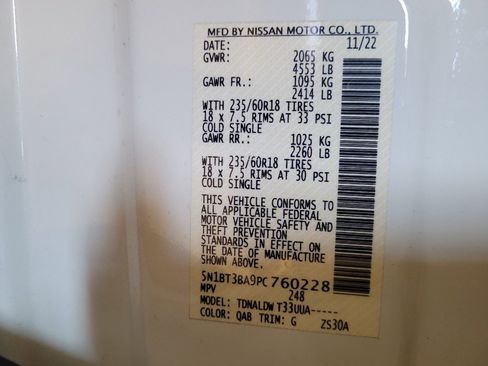 MFD BY NISSAN MOTOR CO., LTD.
DATE: 11/22
GVWR: 2065 KG
4553 LB
GAWR FR.: 1095 KG
2414 LB
WITH 235/60R18 TIRES
18 x 7.5 RIMS AT 33 PSI
COLD SINGLE
GAWR RR.: 1025 KG
2260 LB
WITH 235/60R18 TIRES
18 x 7.5 RIMS AT 30 PSI
COLD SINGLE
THIS VEHICLE CONFORMS TO
ALL APPLICABLE FEDERAL
MOTOR VEHICLE SAFETY AND
THEFT PREVENTION
STANDARDS IN EFFECT ON
THE DATE OF MANUFACTURE
SHOWN ABOVE.
5N1BT3BA9PC760228
MPV 248
MODEL: TDNALDW T33UUA-----
COLOR: QAB TRIM: G ZS30A